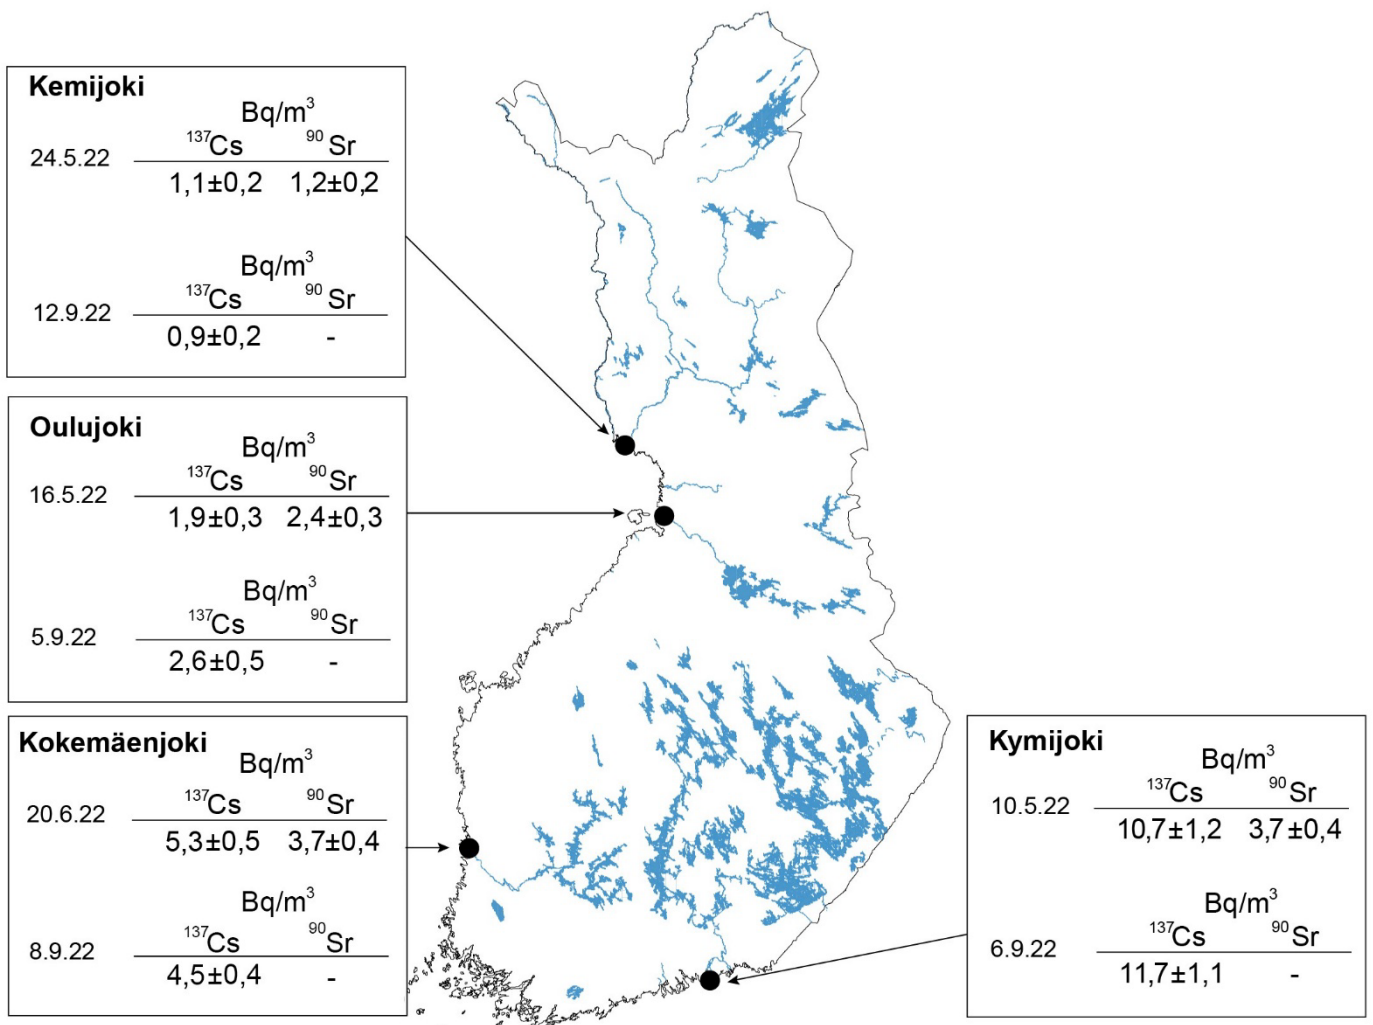 Kemijoki
Bq/m³
¹³⁷Cs ⁹⁰Sr
24.5.22
1,1±0,2 1,2±0,2
Bq/m³
¹³⁷Cs ⁹⁰Sr
12.9.22
0,9±0,2 -
Oulujoki
Bq/m³
¹³⁷Cs ⁹⁰Sr
16.5.22
1,9±0,3 2,4±0,3
Bq/m³
¹³⁷Cs ⁹⁰Sr
5.9.22
2,6±0,5 -
Kokemäenjoki
Bq/m³
¹³⁷Cs ⁹⁰Sr
20.6.22
5,3±0,5 3,7±0,4
Bq/m³
¹³⁷Cs ⁹⁰Sr
8.9.22
4,5±0,4 -
Kymijoki
Bq/m³
¹³⁷Cs ⁹⁰Sr
10.5.22
10,7±1,2 3,7±0,4
Bq/m³
¹³⁷Cs ⁹⁰Sr
6.9.22
11,7±1,1 -